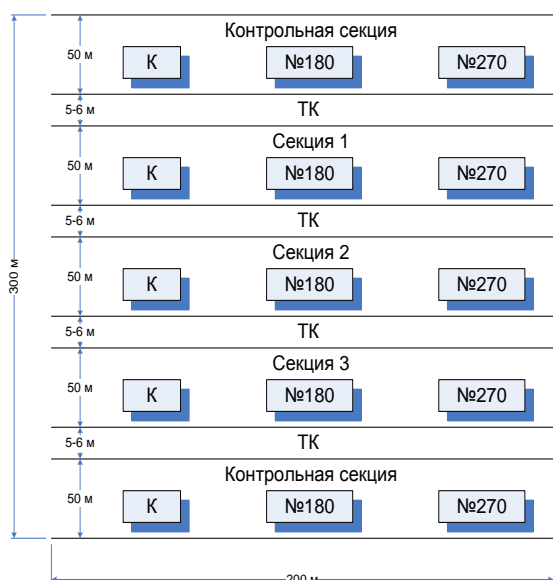 Контрольная секция
50 м
К №180 №270
5-6 м
ТК
Секция 1
50 м
К №180 №270
5-6 м
ТК
Секция 2
300 м
50 м
К №180 №270
5-6 м
ТК
Секция 3
50 м
К №180 №270
5-6 м
ТК
Контрольная секция
50 м
К №180 №270
200 м